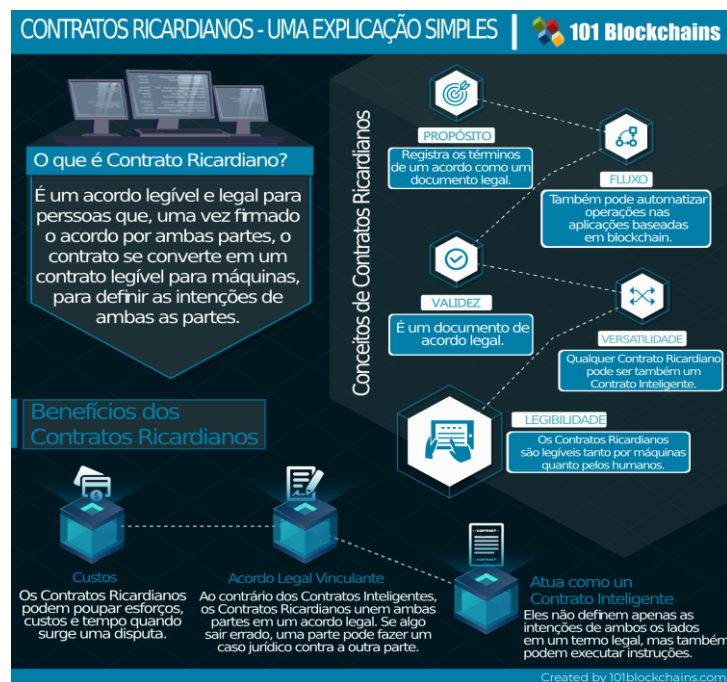 CONTRATOS RICARDIANOS - UMA EXPLICAÇÃO SIMPLES
101 Blockchains
O que é Contrato Ricardiano?
É um acordo legível e legal para
perssoas que, uma vez firmado
o acordo por ambas partes, o
contrato se converte em um
contrato legível para máquinas,
para definir as intenções de
ambas as partes.
Conceitos de Contratos Ricardianos
PROPÓSITO
Registra os términos
de um acordo como um
documento legal.
FLUXO
Também pode automatizar
operações nas
aplicações baseadas
em blockchain.
VALIDEZ
É um documento de
acordo legal.
VERSATILIDADE
Qualquer Contrato Ricardiano
pode ser também um
Contrato Inteligente.
LEGIBILIDADE
Os Contratos Ricardianos
são legíveis tanto por máquinas
quanto pelos humanos.
Benefícios dos
Contratos Ricardianos
Custos
Os Contratos Ricardianos
podem poupar esforços,
custos e tempo quando
surge uma disputa.
Acordo Legal Vinculante
Ao contrário dos Contratos Inteligentes,
os Contratos Ricardianos unem ambas
partes em um acordo legal. Se algo
sair errado, uma parte pode fazer um
caso jurídico contra a outra parte.
CONTRACT
Atua como un
Contrato Inteligente
Eles não definem apenas as
intenções de ambos os lados
em um termo legal, mas também
podem executar instruções.
Created by 101blockchains.com